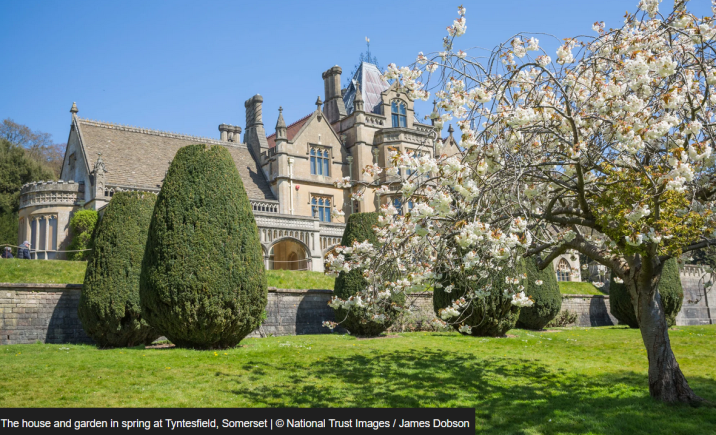 The house and garden in spring at Tyntesfield, Somerset | © National Trust Images / James Dobson